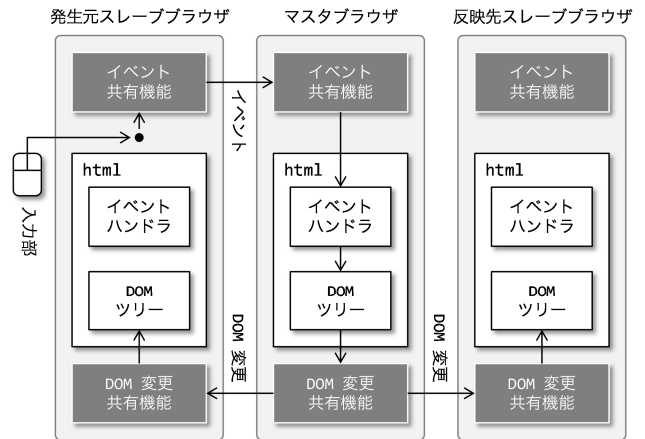 発生元スレーブブラウザ
マスタブラウザ
反映先スレーブブラウザ
イベント
共有機能
イベント
イベント
共有機能
イベント
共有機能
入力部
html
イベント
ハンドラ
DOM
ツリー
html
イベント
ハンドラ
DOM
ツリー
html
イベント
ハンドラ
DOM
ツリー
DOM 変更
共有機能
DOM 変更
DOM 変更
共有機能
DOM 変更
DOM 変更
共有機能